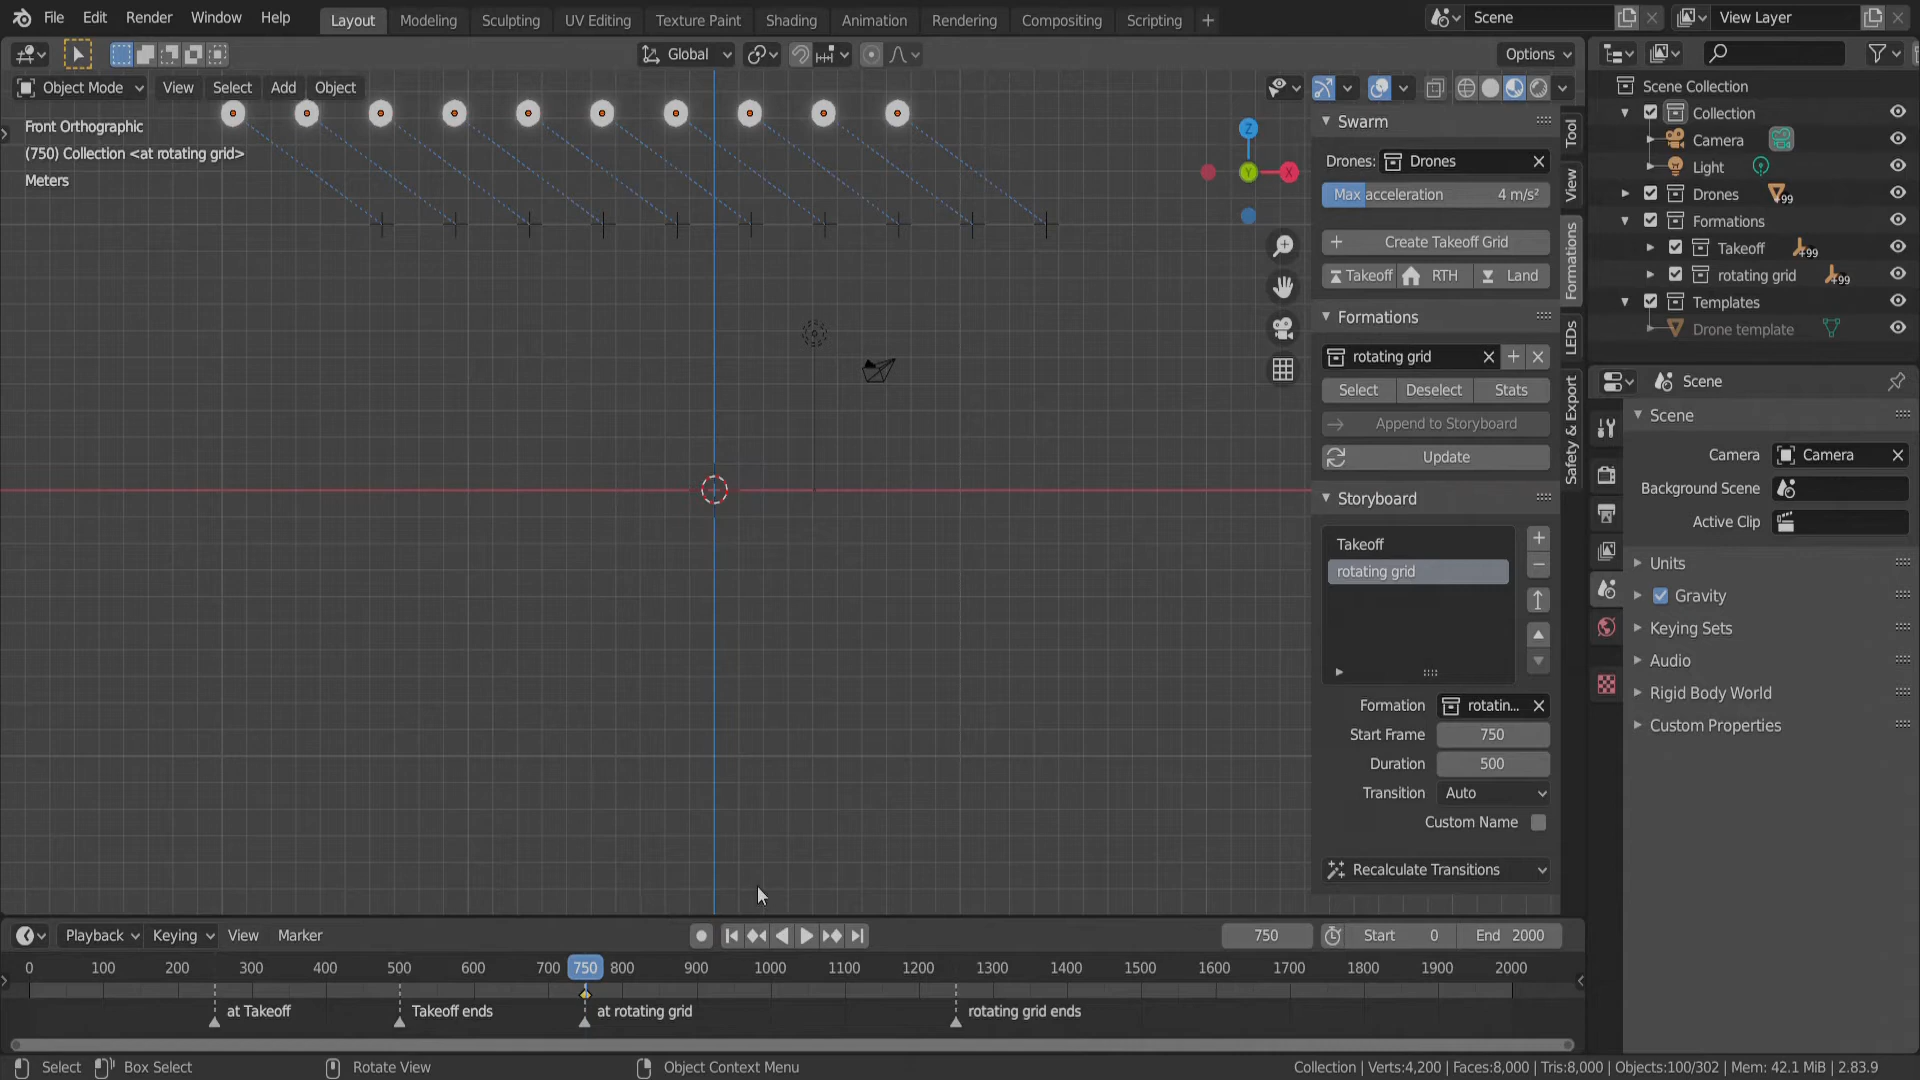 File Edit Render Window Help Layout Modeling Sculpting UV Editing Texture Paint Shading Animation Rendering Compositing Scripting + Scene View Layer
Global Options
Object Mode View Select Add Object
Front Orthographic
(750) Collection <at rotating grid>
Meters
Z
Y
X
Swarm
Drones: Drones
Max acceleration 4 m/s²
Create Takeoff Grid
Takeoff RTH Land
Formations
rotating grid
Select Deselect Stats
Append to Storyboard
Update
Storyboard
Takeoff
rotating grid
Formation rotatin...
Start Frame 750
Duration 500
Transition Auto
Custom Name
Recalculate Transitions
Tool
View
Formations
LEDs
Safety & Export
Scene Collection
Collection
Camera
Light
Drones +99
Formations
Takeoff +99
rotating grid +99
Templates
Drone template
Scene
Scene
Camera Camera
Background Scene
Active Clip
Units
Gravity
Keying Sets
Audio
Rigid Body World
Custom Properties
Playback Keying View Marker 750 Start 0 End 2000
0 100 200 300 400 500 600 700 750 800 900 1000 1100 1200 1300 1400 1500 1600 1700 1800 1900 2000
at Takeoff Takeoff ends at rotating grid rotating grid ends
Select Box Select Rotate View Object Context Menu Collection | Verts:4,200 | Faces:8,000 | Tris:8,000 | Objects:100/302 | Mem: 42.1 MiB | 2.83.9